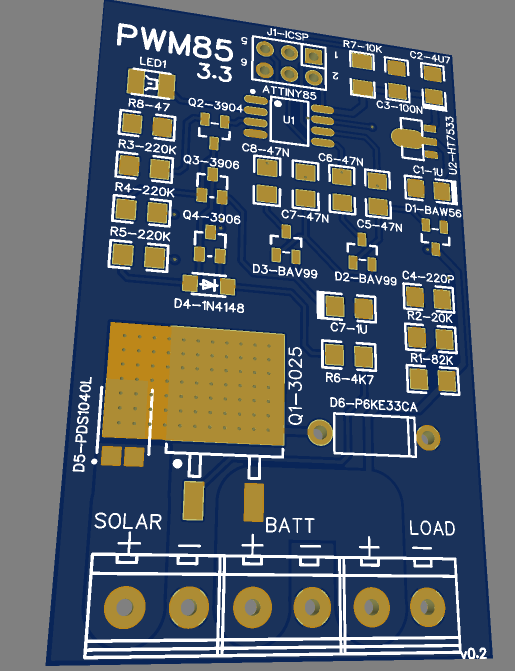 PWM85
3.3
J1-ICSP
5
6
1
2
R7-10K
C2-4U7
LED1
ATTINY85
U1
C3-100N
R8-47
Q2-3904
U2-HT7533
R3-220K
Q3-3906
C8-47N
C6-47N
C1-1U
R4-220K
C7-47N
C5-47N
D1-BAW56
R5-220K
Q4-3906
D3-BAV99
D2-BAV99
C4-220P
D4-1N4148
C7-1U
R2-20K
R6-4K7
R1-82K
Q1-3025
D5-PDS1040L
D6-P6KE33CA
SOLAR
BATT
LOAD
+ − + − + −
v0.2